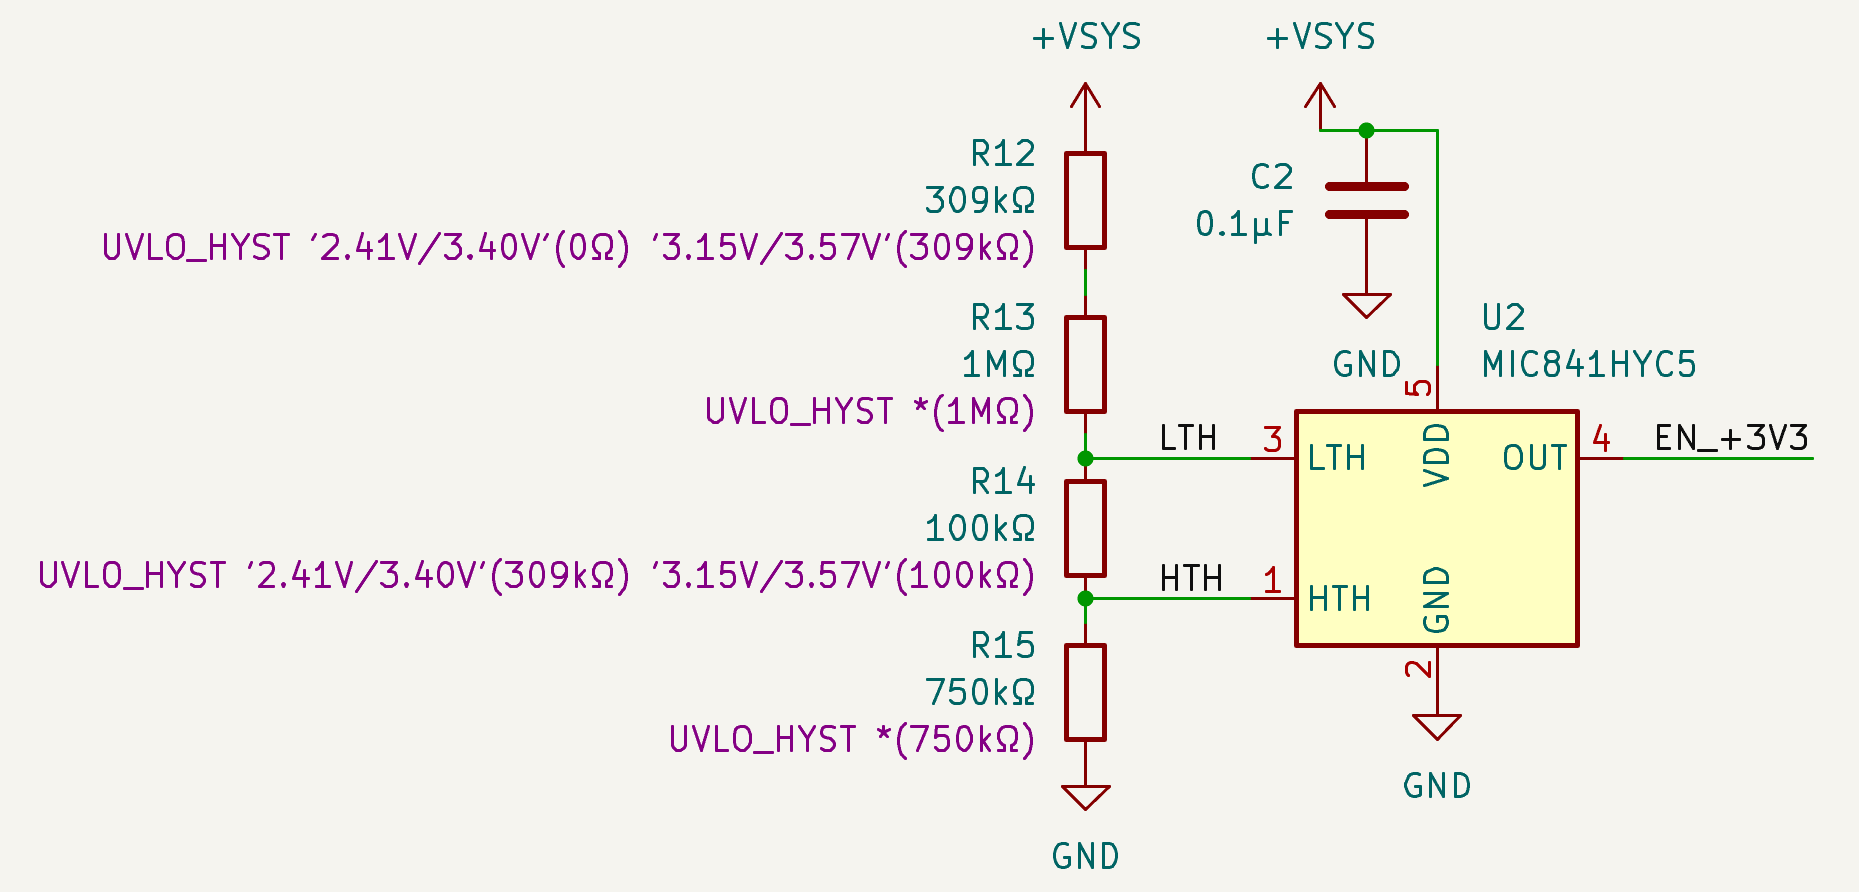 +VSYS
+VSYS
R12
309kΩ
UVLO_HYST '2.41V/3.40V'(0Ω) '3.15V/3.57V'(309kΩ)
C2
0.1µF
GND
R13
1MΩ
UVLO_HYST *(1MΩ)
U2
MIC841HYC5
5
LTH
3
LTH
VDD
OUT
4
EN_+3V3
R14
100kΩ
UVLO_HYST '2.41V/3.40V'(309kΩ) '3.15V/3.57V'(100kΩ)
HTH
1
HTH
GND
2
GND
R15
750kΩ
UVLO_HYST *(750kΩ)
GND